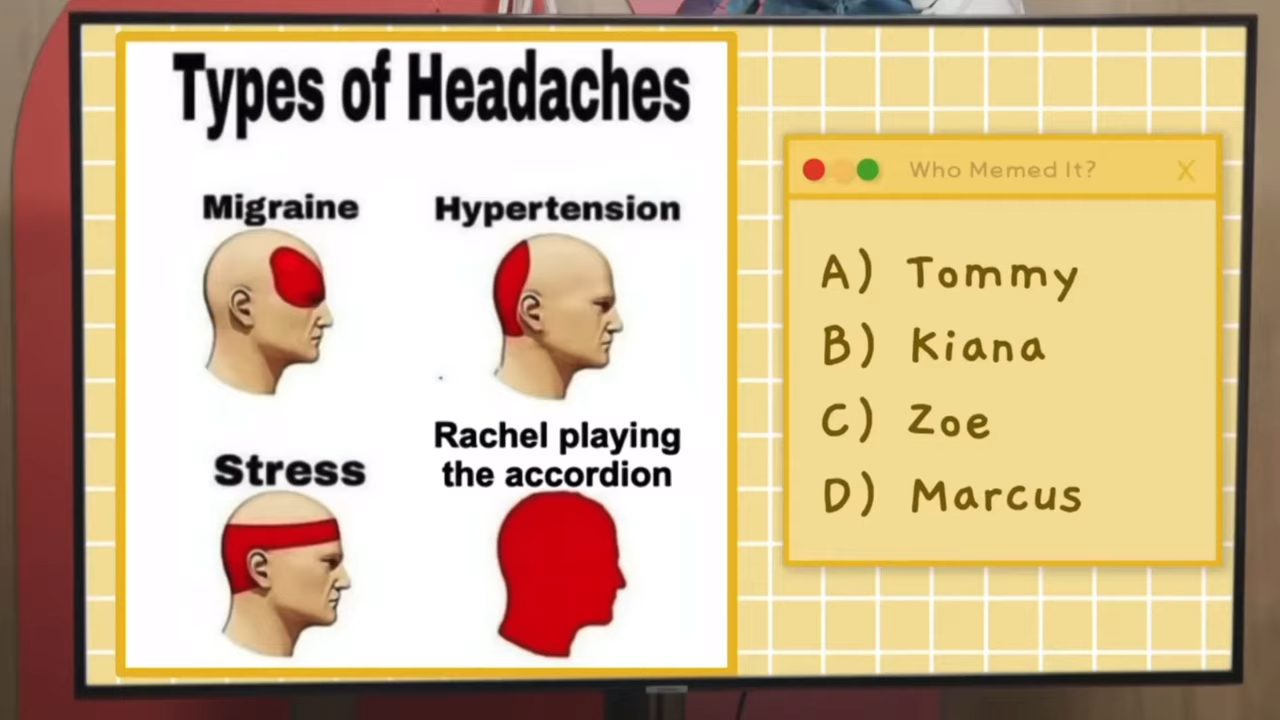 Types of Headaches
Migraine
Hypertension
Stress
Rachel playing
the accordion
Who Memed It?
X
A) Tommy
B) Kiana
C) Zoe
D) Marcus